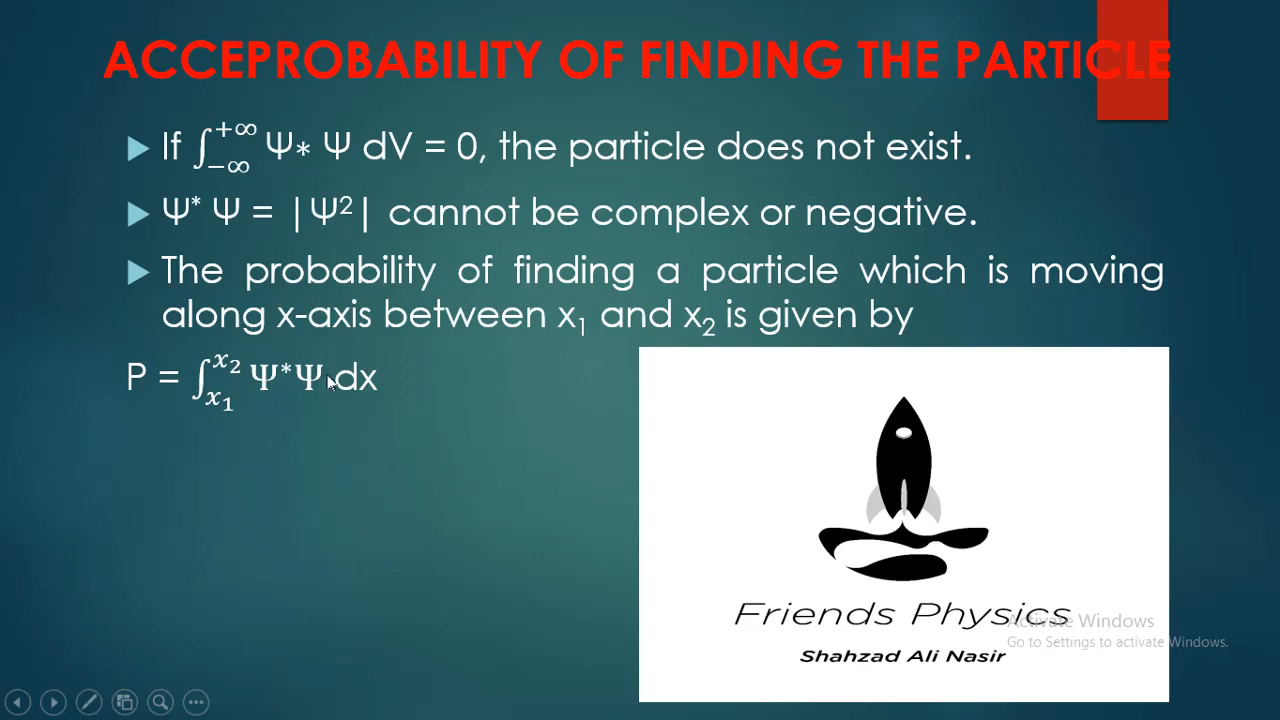 ACCEPROBABILITY OF FINDING THE PARTICLE
If ∫₋∞⁺∞ Ψ* Ψ dV = 0, the particle does not exist.
Ψ* Ψ = |Ψ²| cannot be complex or negative.
The probability of finding a particle which is moving
along x-axis between x₁ and x₂ is given by
P = ∫ₓ₁ˣ² Ψ*Ψ dx
Friends Physics
Shahzad Ali Nasir
Activate Windows
Go to Settings to activate Windows.